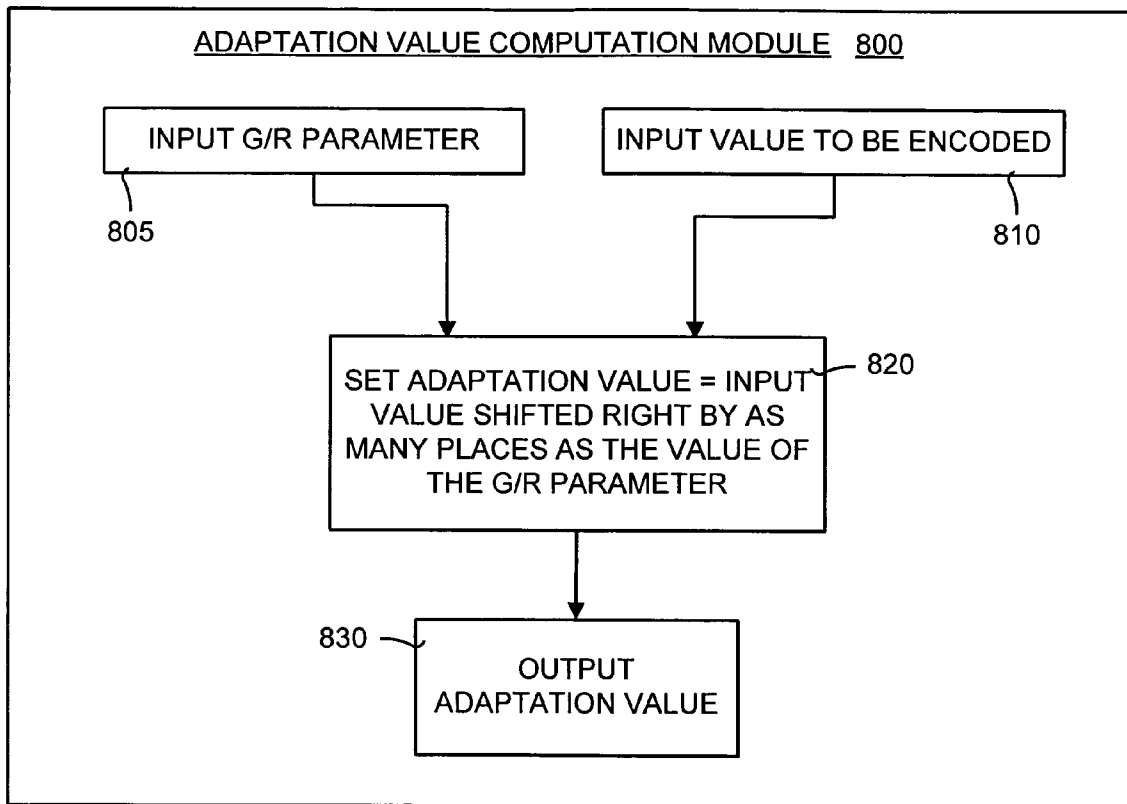 ADAPTATION VALUE COMPUTATION MODULE 800
INPUT G/R PARAMETER
INPUT VALUE TO BE ENCODED
805
810
SET ADAPTATION VALUE = INPUT
VALUE SHIFTED RIGHT BY AS
MANY PLACES AS THE VALUE OF
THE G/R PARAMETER
820
830
OUTPUT
ADAPTATION VALUE